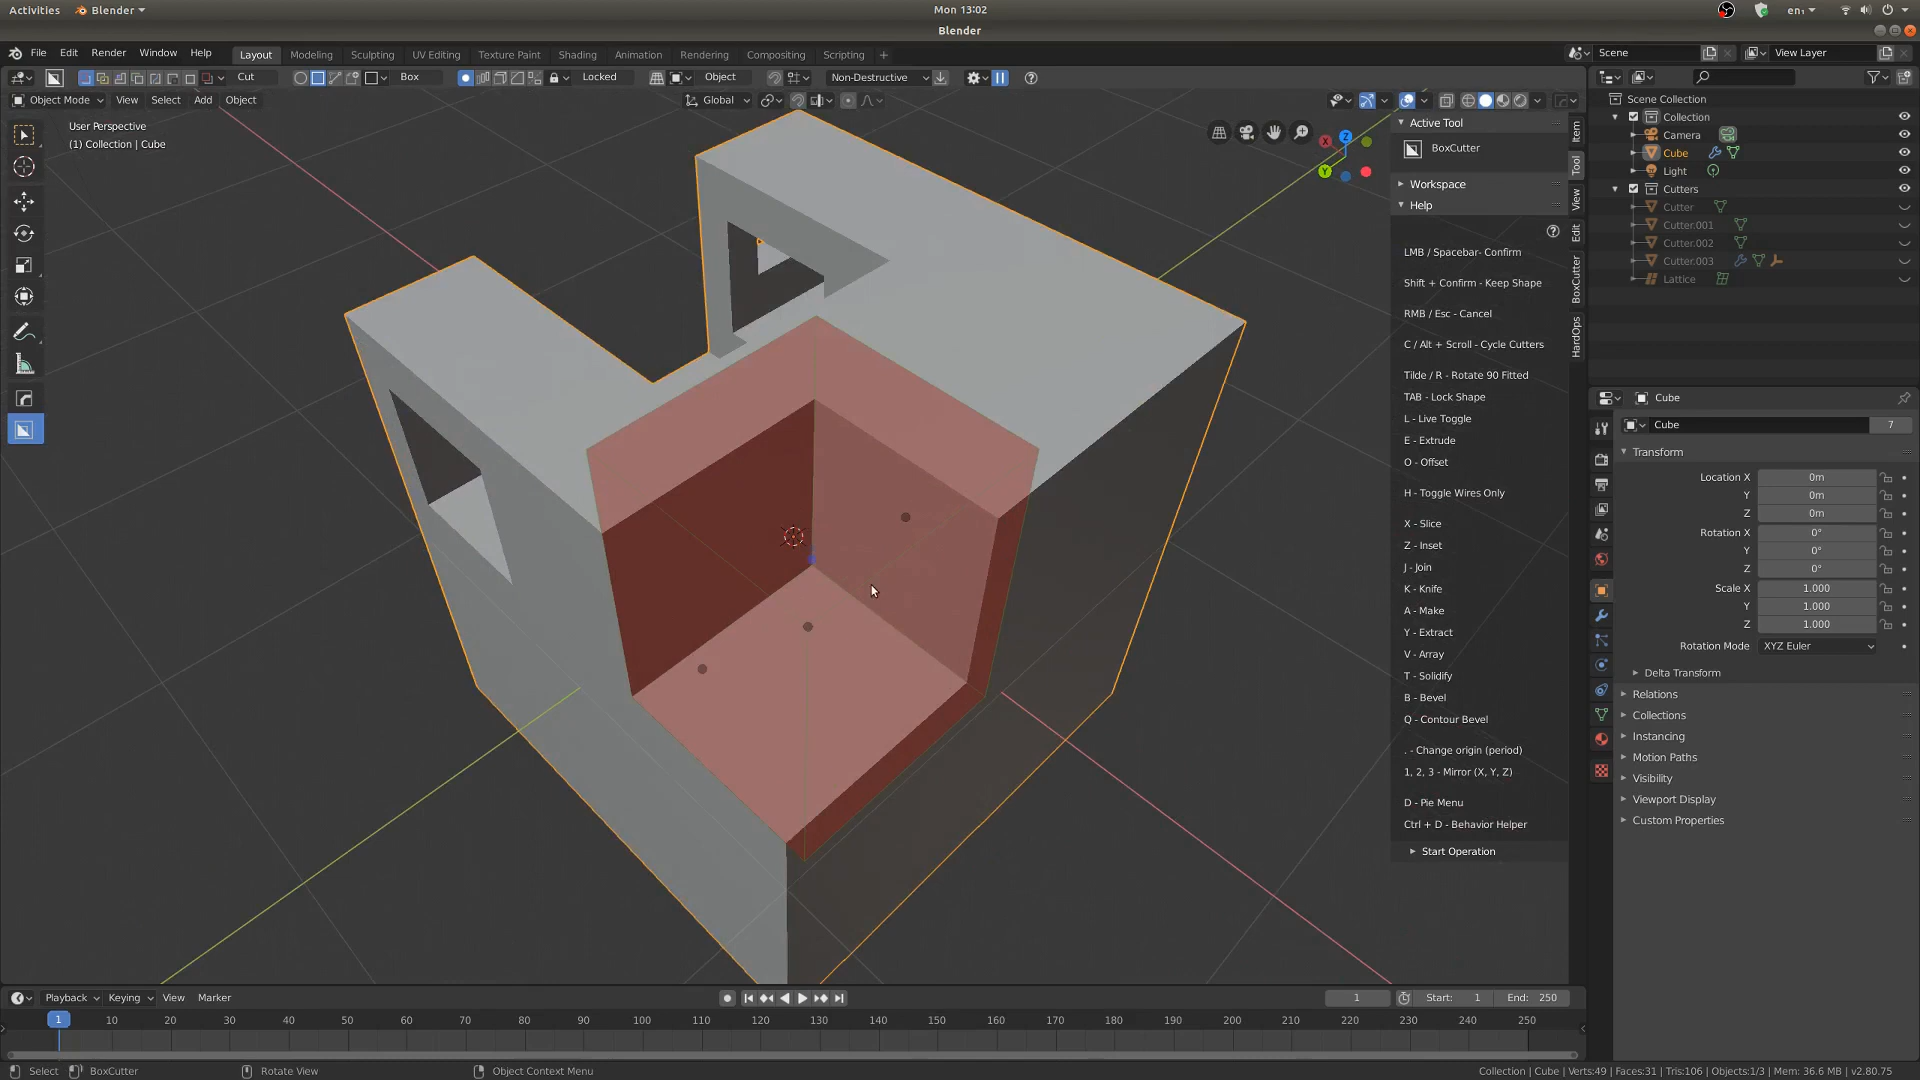 Activities Blender Mon 13:02 en₁
Blender
File Edit Render Window Help Layout Modeling Sculpting UV Editing Texture Paint Shading Animation Rendering Compositing Scripting + Scene View Layer
Cut Box Locked Object Non-Destructive
Object Mode View Select Add Object Global
User Perspective
(1) Collection | Cube
Z
Y
Active Tool
BoxCutter
Workspace
Help
LMB / Spacebar- Confirm
Shift + Confirm - Keep Shape
RMB / Esc - Cancel
C / Alt + Scroll - Cycle Cutters
Tilde / R - Rotate 90 Fitted
TAB - Lock Shape
L - Live Toggle
E - Extrude
O - Offset
H - Toggle Wires Only
X - Slice
Z - Inset
J - Join
K - Knife
A - Make
Y - Extract
V - Array
T - Solidify
B - Bevel
Q - Contour Bevel
. - Change origin (period)
1, 2, 3 - Mirror (X, Y, Z)
D - Pie Menu
Ctrl + D - Behavior Helper
Start Operation
Item
Tool
View
Edit
BoxCutter
HardOps
Scene Collection
Collection
Camera
Cube
Light
Cutters
Cutter
Cutter.001
Cutter.002
Cutter.003
Lattice
Cube
Cube 7
Transform
Location X 0m
Y 0m
Z 0m
Rotation X 0°
Y 0°
Z 0°
Scale X 1.000
Y 1.000
Z 1.000
Rotation Mode XYZ Euler
Delta Transform
Relations
Collections
Instancing
Motion Paths
Visibility
Viewport Display
Custom Properties
Playback Keying View Marker 1 Start: 1 End: 250
1 10 20 30 40 50 60 70 80 90 100 110 120 130 140 150 160 170 180 190 200 210 220 230 240 250
Select BoxCutter Rotate View Object Context Menu Collection | Cube | Verts:49 | Faces:31 | Tris:106 | Objects:1/3 | Mem: 36.6 MB | v2.80.75